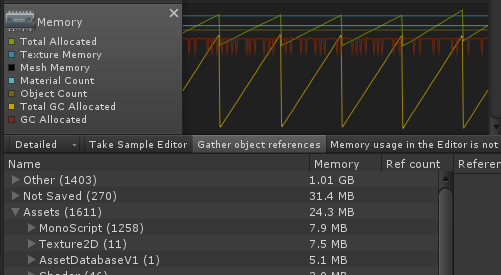 Memory
Total Allocated
Texture Memory
Mesh Memory
Material Count
Object Count
Total GC Allocated
GC Allocated
Detailed Take Sample Editor Gather object references Memory usage in the Editor is not
Name Memory Ref count Referen
Other (1403) 1.01 GB
Not Saved (270) 31.4 MB
Assets (1611) 24.3 MB
MonoScript (1258) 7.9 MB
Texture2D (11) 7.5 MB
AssetDatabaseV1 (1) 5.1 MB
Shader (46)